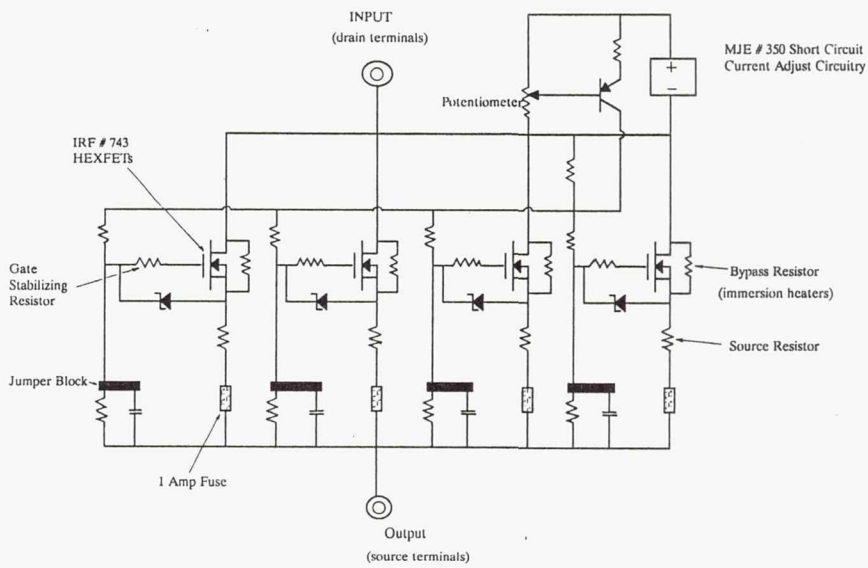 INPUT
(drain terminals)
MJE # 350 Short Circuit
Current Adjust Circuitry
+
−
Potentiometer
IRF # 743
HEXFETs
Gate
Stabilizing
Resistor
Bypass Resistor
(immersion heaters)
Source Resistor
Jumper Block
1 Amp Fuse
Output
(source terminals)